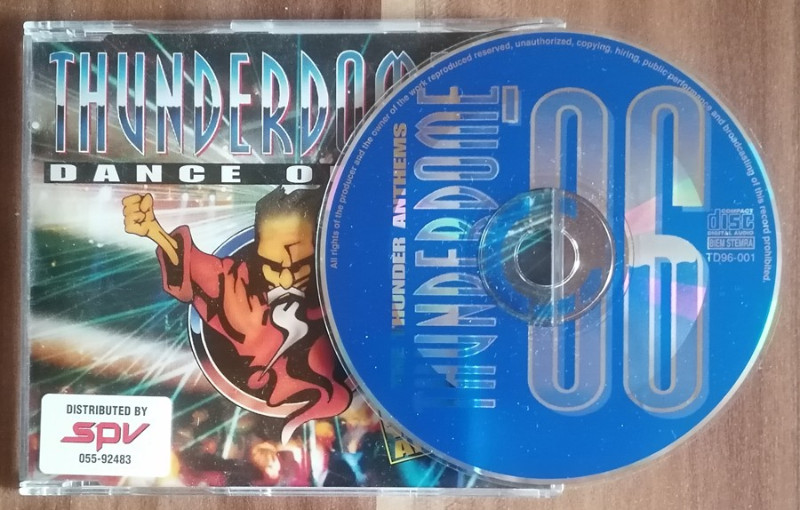 THUNDERDOM
DANCE O
DISTRIBUTED BY
spv
055-92483
All rights of the producer and the owner of the work reproduced reserved, unauthorized, copying, hiring, public performance and broadcasting of this record prohibited.
THUNDER ANTHEMS
THUNDERDOME
96
COMPACT
disc
DIGITAL AUDIO
BIEM STEMRA
TD96-001